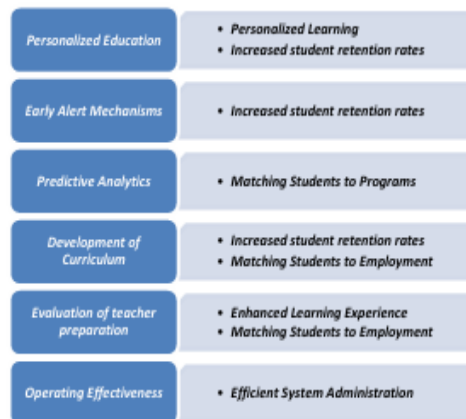 Personalized Education
• Personalized Learning
• Increased student retention rates
Early Alert Mechanisms
• Increased student retention rates
Predictive Analytics
• Matching Students to Programs
Development of
Curriculum
• Increased student retention rates
• Matching Students to Employment
Evaluation of teacher
preparation
• Enhanced Learning Experience
• Matching Students to Employment
Operating Effectiveness
• Efficient System Administration